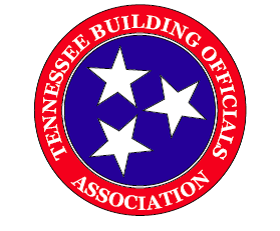 TENNESSEE BUILDING OFFICIALS
ASSOCIATION